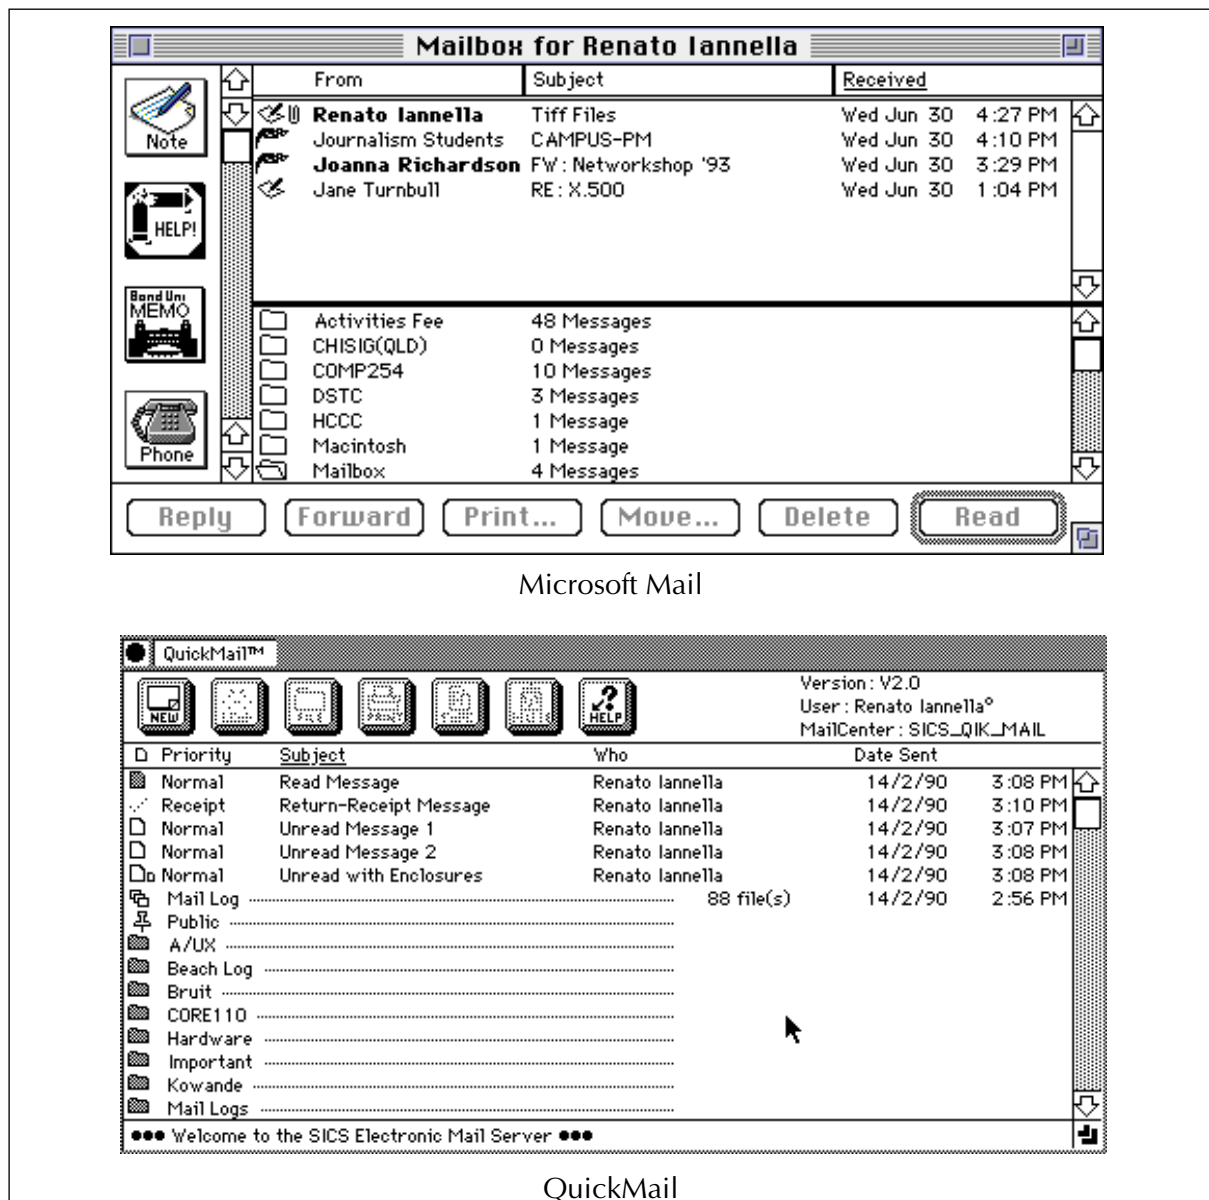 Mailbox for Renato Iannella
From Subject Received
Note
HELP!
Bond Uni
MEMO
Phone
Renato Iannella Tiff Files Wed Jun 30 4:27 PM
Journalism Students CAMPUS-PM Wed Jun 30 4:10 PM
Joanna Richardson FW: Networkshop '93 Wed Jun 30 3:29 PM
Jane Turnbull RE: X.500 Wed Jun 30 1:04 PM
Activities Fee 48 Messages
CHISIG(QLD) 0 Messages
COMP254 10 Messages
DSTC 3 Messages
HCCC 1 Message
Macintosh 1 Message
Mailbox 4 Messages
Reply Forward Print... Move... Delete Read
Microsoft Mail
QuickMail™
NEW
HELP
Version: V2.0
User: Renato Iannella°
MailCenter: SICS_QIK_MAIL
Priority Subject Who Date Sent
Normal Read Message Renato Iannella 14/2/90 3:08 PM
Receipt Return-Receipt Message Renato Iannella 14/2/90 3:10 PM
Normal Unread Message 1 Renato Iannella 14/2/90 3:07 PM
Normal Unread Message 2 Renato Iannella 14/2/90 3:08 PM
Normal Unread with Enclosures Renato Iannella 14/2/90 3:08 PM
Mail Log 88 file(s) 14/2/90 2:56 PM
Public
A/UX
Beach Log
Bruit
CORE110
Hardware
Important
Kowande
Mail Logs
●●● Welcome to the SICS Electronic Mail Server ●●●
QuickMail